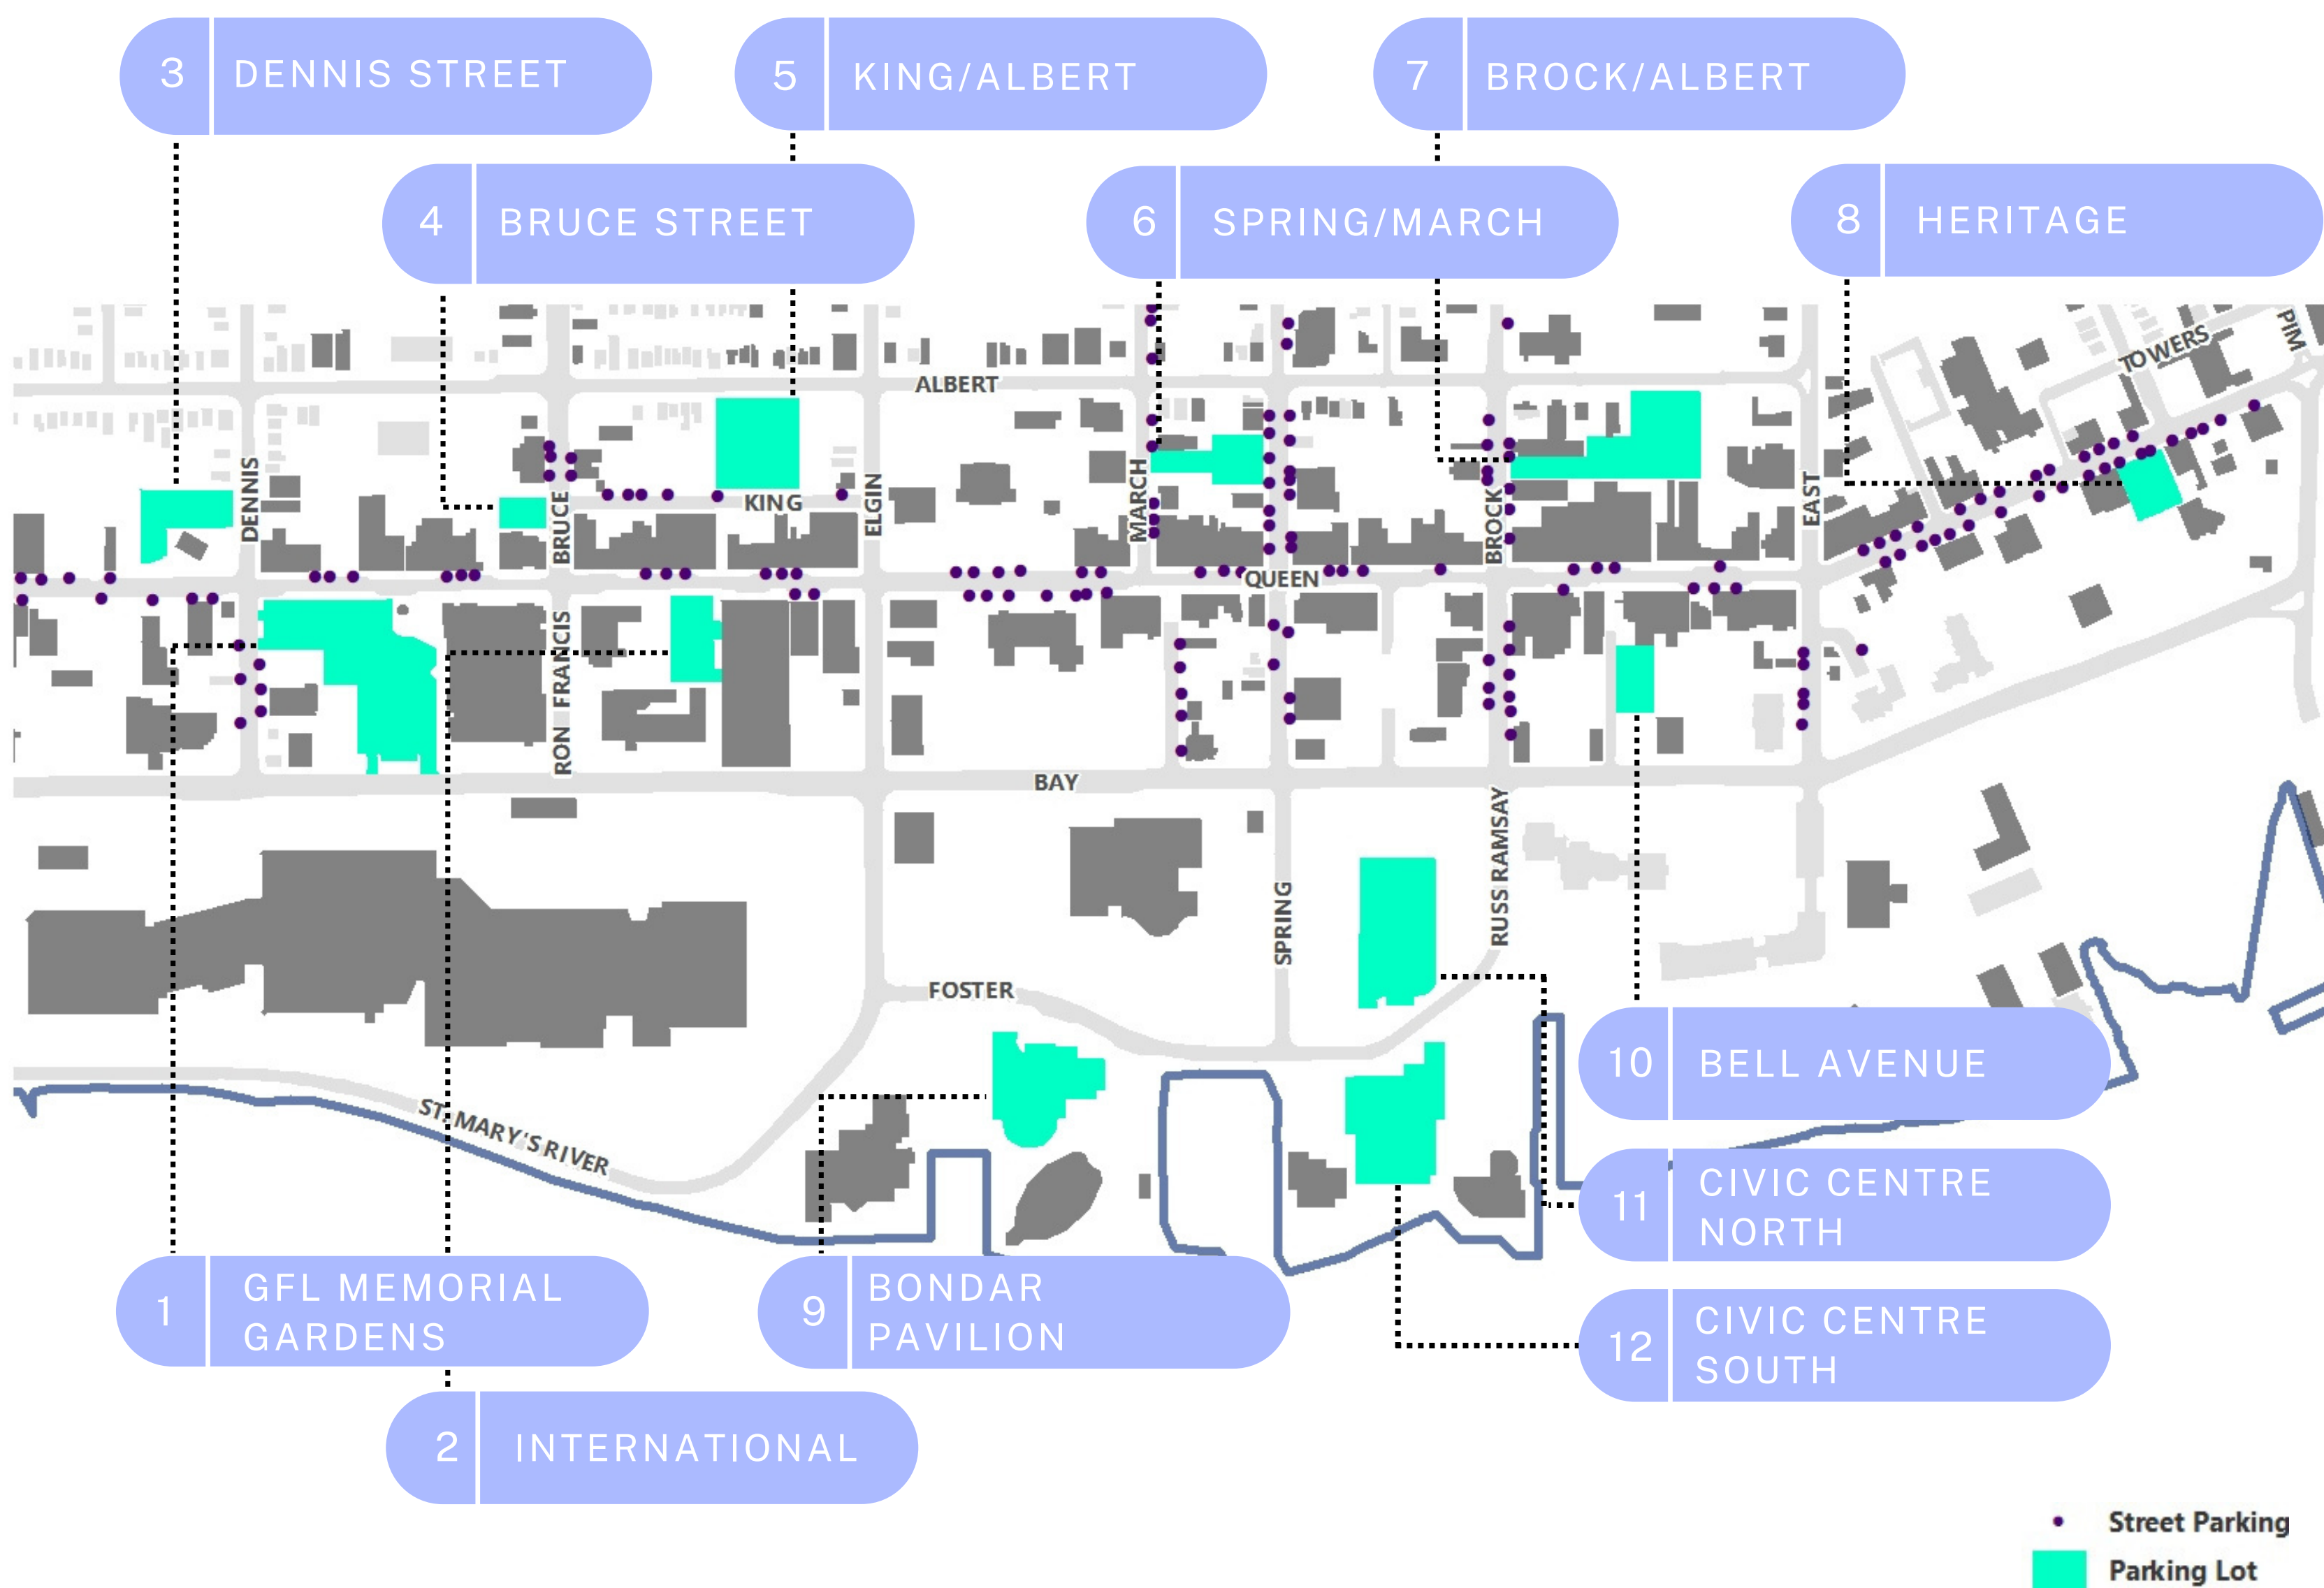 3 DENNIS STREET
5 KING/ALBERT
7 BROCK/ALBERT
4 BRUCE STREET
6 SPRING/MARCH
8 HERITAGE
PIM
TOWERS
ALBERT
DENNIS
BRUCE
KING
ELGIN
MARCH
BROCK
EAST
QUEEN
RON FRANCIS
BAY
RUSS RAMSAY
SPRING
FOSTER
ST. MARY'S RIVER
10 BELL AVENUE
11 CIVIC CENTRE
NORTH
1 GFL MEMORIAL
GARDENS
9 BONDAR
PAVILION
12 CIVIC CENTRE
SOUTH
2 INTERNATIONAL
Street Parking
Parking Lot